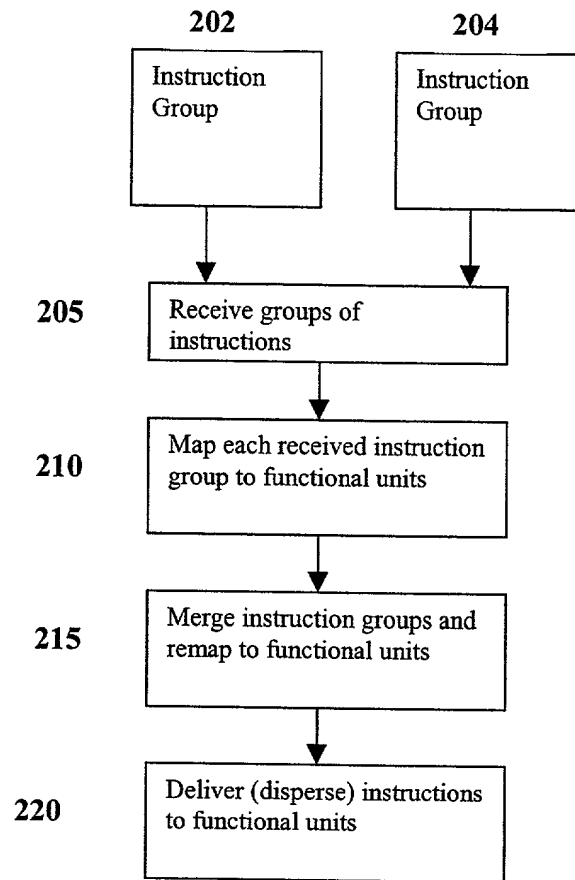 202
204
Instruction
Group
Instruction
Group
205
Receive groups of
instructions
210
Map each received instruction
group to functional units
215
Merge instruction groups and
remap to functional units
220
Deliver (disperse) instructions
to functional units